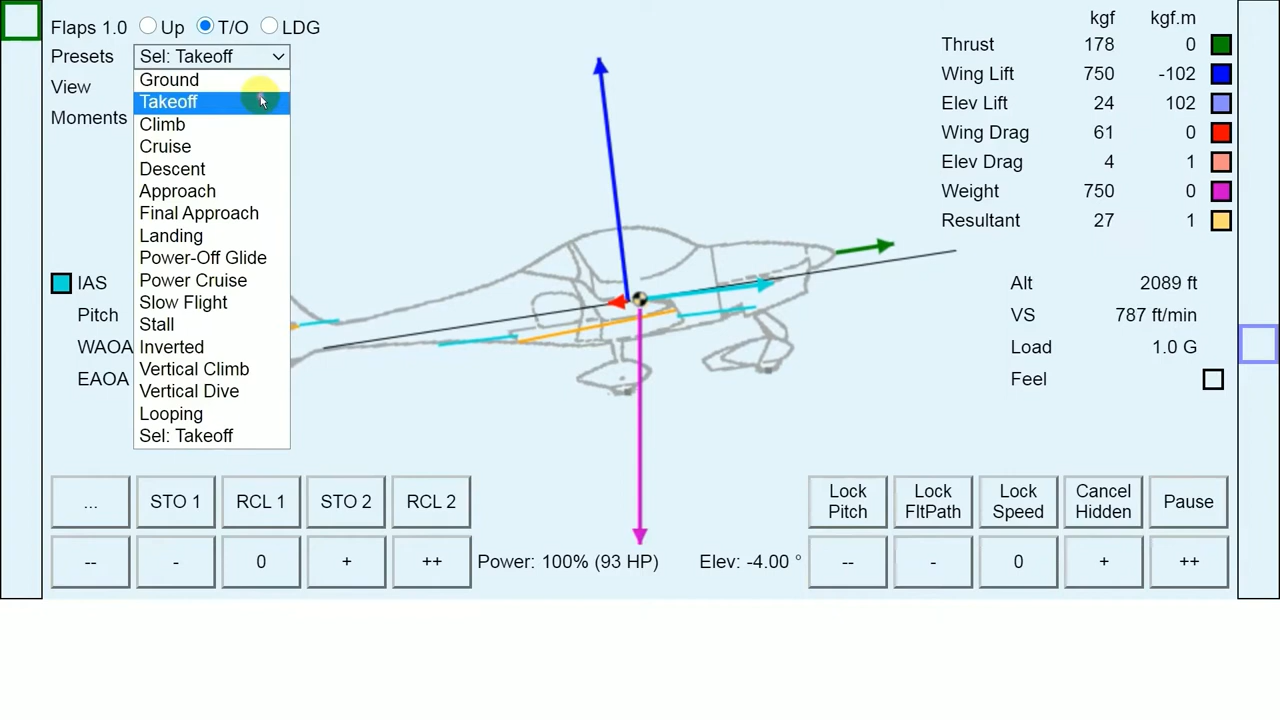 Flaps 1.0 Up T/O LDG
Presets Sel: Takeoff
View
Moments
Ground
Takeoff
Climb
Cruise
Descent
Approach
Final Approach
Landing
Power-Off Glide
Power Cruise
Slow Flight
Stall
Inverted
Vertical Climb
Vertical Dive
Looping
Sel: Takeoff
IAS
Pitch
WAOA
EAOA
kgf kgf.m
Thrust 178 0
Wing Lift 750 -102
Elev Lift 24 102
Wing Drag 61 0
Elev Drag 4 1
Weight 750 0
Resultant 27 1
Alt 2089 ft
VS 787 ft/min
Load 1.0 G
Feel
... STO 1 RCL 1 STO 2 RCL 2
Lock Pitch
Lock FltPath
Lock Speed
Cancel Hidden
Pause
-- - 0 + ++ Power: 100% (93 HP) Elev: -4.00 ° -- - 0 + ++